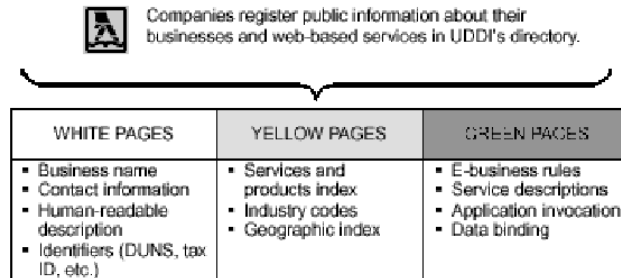 Companies register public information about their
businesses and web-based services in UDDI's directory.
WHITE PAGES
▪ Business name
▪ Contact information
▪ Human-readable
description
▪ Identifiers (DUNS, tax
ID, etc.)
YELLOW PAGES
▪ Services and
products index
▪ Industry codes
▪ Geographic index
GREEN PAGES
▪ E-business rules
▪ Service descriptions
▪ Application invocation
▪ Data binding